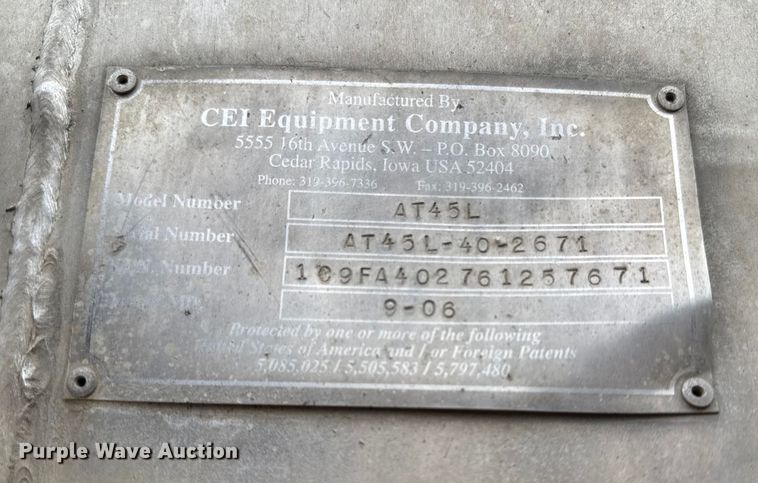 Manufactured By
CEI Equipment Company, Inc.
5555 16th Avenue S.W. – P.O. Box 8090
Cedar Rapids, Iowa USA 52404
Phone: 319-396-7336 Fax: 319-396-2462
Model Number AT45L
Number AT45L-40-2671
Number 1C9FA402761257671
9-06
Protected by one or more of the following
States of America and / or Foreign Patents
5,085,025 / 5,505,583 / 5,797,480
Purple Wave Auction